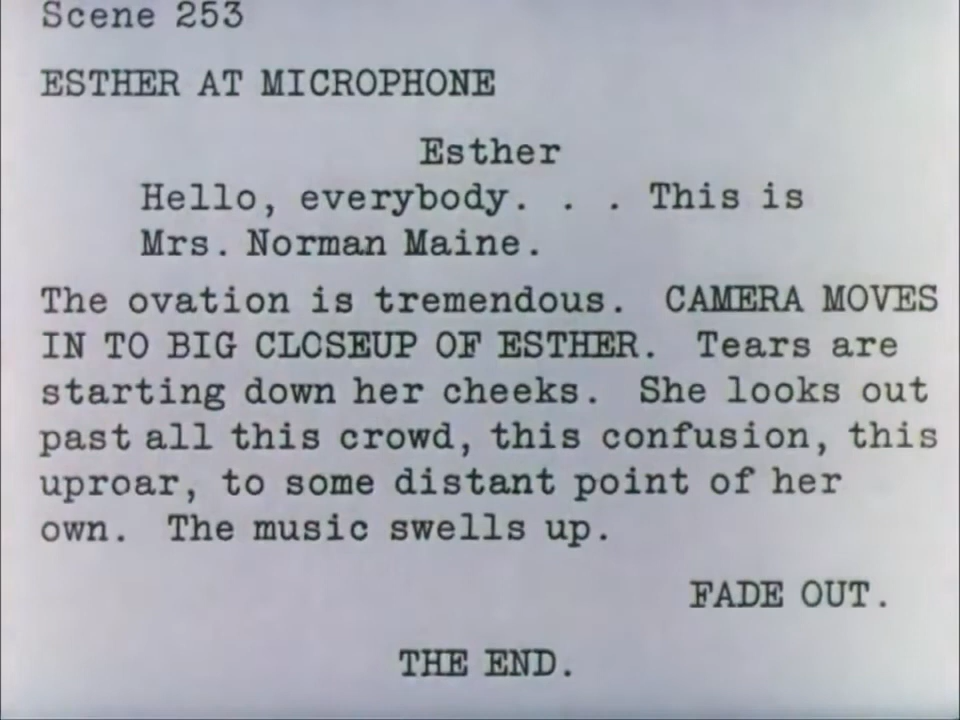 Scene 253
ESTHER AT MICROPHONE
Esther
Hello, everybody. . . This is
Mrs. Norman Maine.
The ovation is tremendous. CAMERA MOVES
IN TO BIG CLOSEUP OF ESTHER. Tears are
starting down her cheeks. She looks out
past all this crowd, this confusion, this
uproar, to some distant point of her
own. The music swells up.
FADE OUT.
THE END.